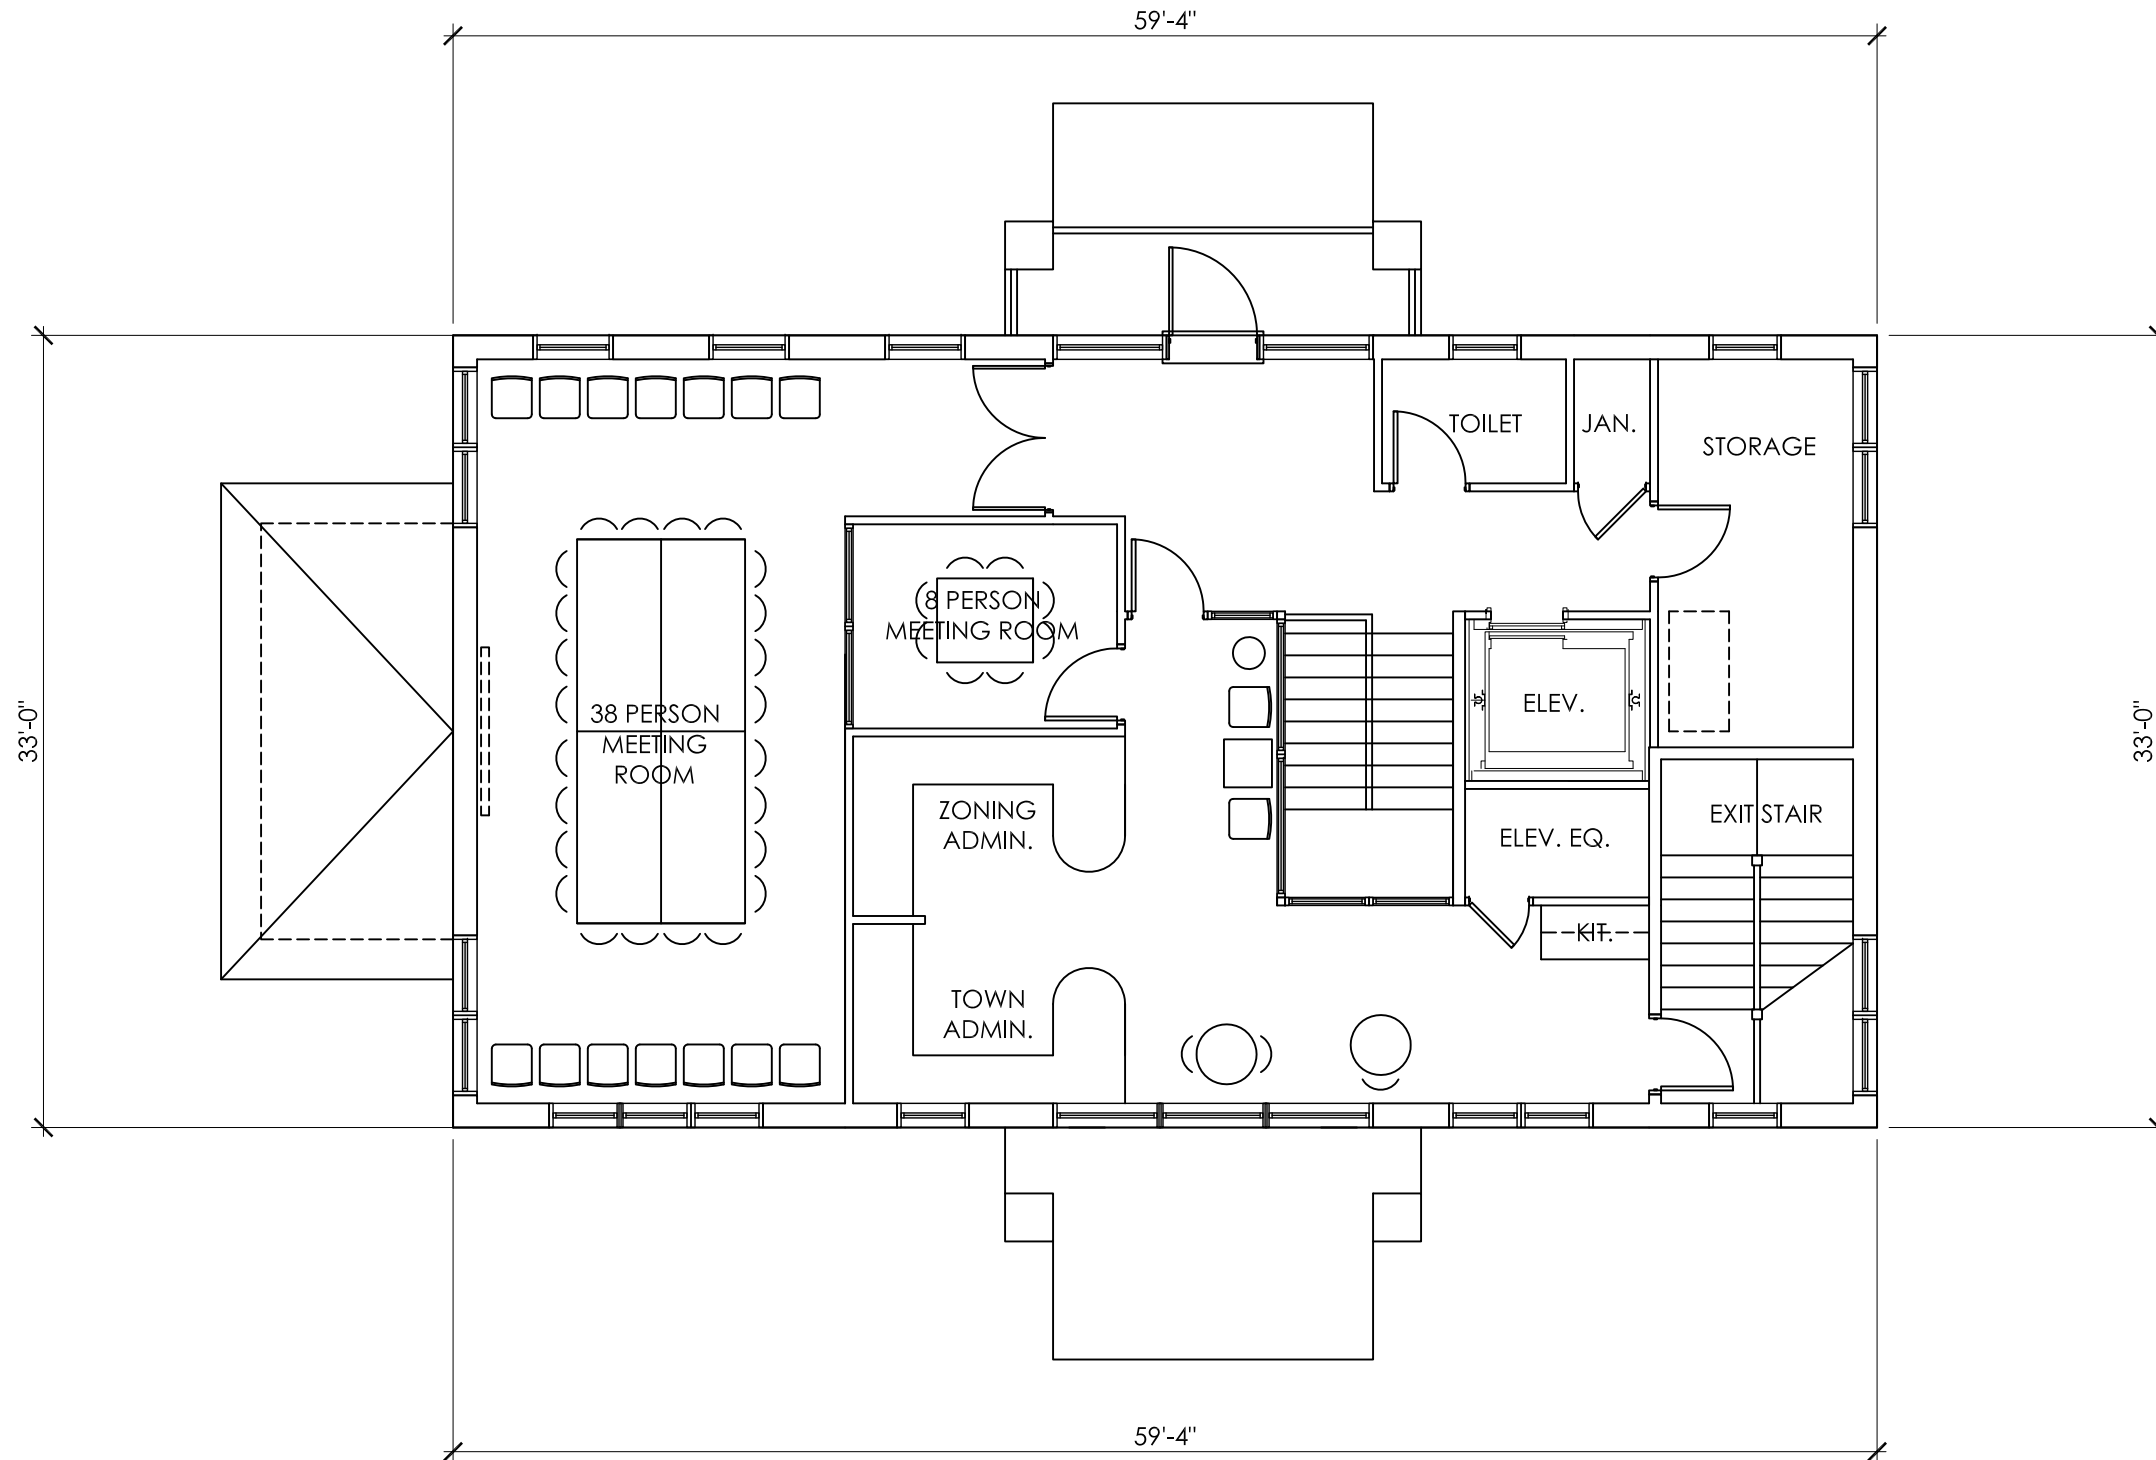 59'-4"
TOILET
JAN.
STORAGE
8 PERSON
MEETING ROOM
38 PERSON
MEETING
ROOM
ELEV.
33'-0"
33'-0"
ZONING
ADMIN.
EXIT STAIR
ELEV. EQ.
KIT.
TOWN
ADMIN.
59'-4"